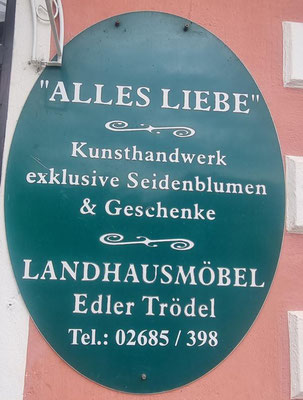 "ALLES LIEBE"
Kunsthandwerk
exklusive Seidenblumen
& Geschenke
LANDHAUSMÖBEL
Edler Trödel
Tel.: 02685 / 398